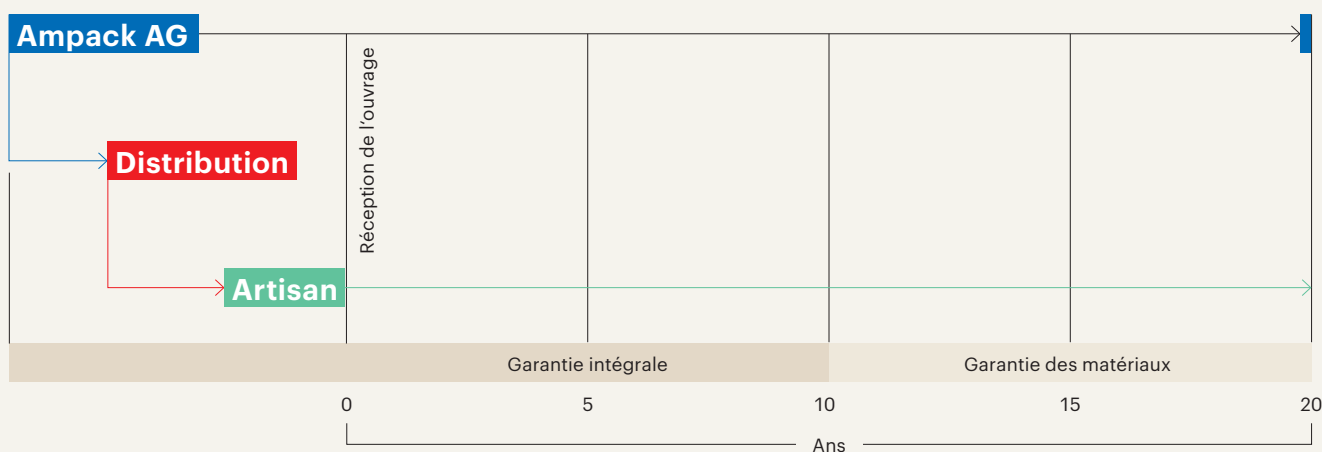 Ampack AG
Réception de l'ouvrage
Distribution
Artisan
Garantie intégrale
Garantie des matériaux
0
5
10
15
20
Ans